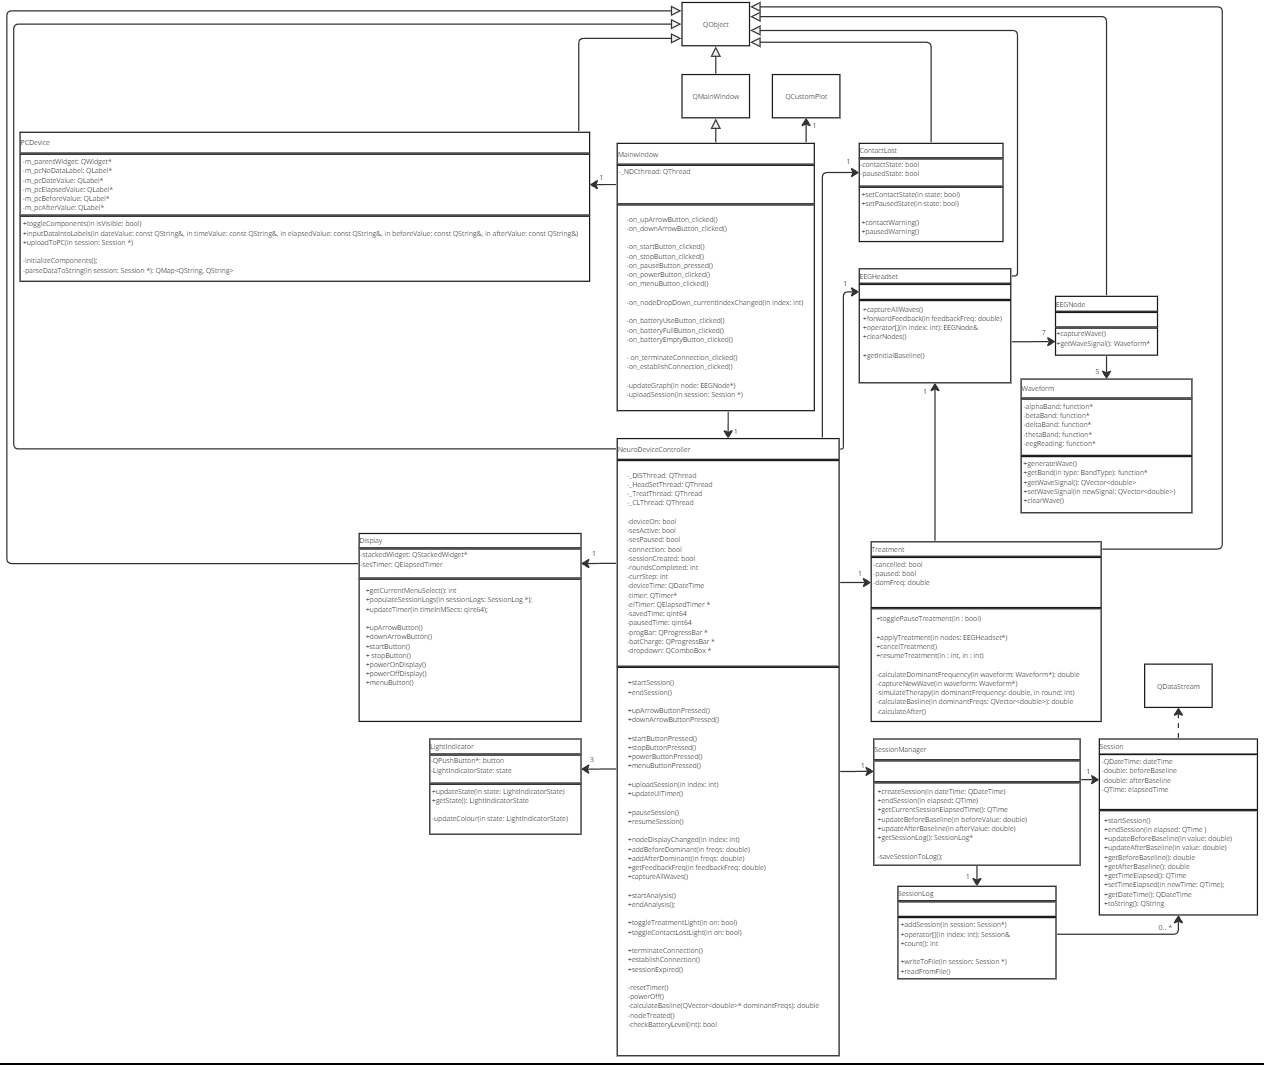 QObject
QMainWindow
QCustomPlot
1
PCDevice
-m_parentWidget: QWidget*
-m_pcNoDataLabel: QLabel*
-m_pcDateValue: QLabel*
-m_pcElapsedValue: QLabel*
-m_pcBeforeValue: QLabel*
-m_pcAfterValue: QLabel*
+toggleComponents(in isVisible: bool)
+inputDataIntoLabels(in dateValue: const QString&, in timeValue: const QString&, in elapsedValue: const QString&, in beforeValue: const QString&, in afterValue: const QString&)
+uploadToPC(in session: Session *)
-initializeComponents();
-parseDataToString(in session: Session *): QMap<QString, QString>
1
Mainwindow
-_NDCthread: QThread
-on_upArrowButton_clicked()
-on_downArrowButton_clicked()
-on_startButton_clicked()
-on_stopButton_clicked()
-on_pauseButton_pressed()
-on_powerButton_clicked()
-on_menuButton_clicked()
-on_nodeDropDown_currentIndexChanged(in index: int)
-on_batteryUseButton_clicked()
-on_batteryFullButton_clicked()
-on_batteryEmptyButton_clicked()
- on_terminateConnection_clicked()
-on_establishConnection_clicked()
-updateGraph(in node: EEGNode*)
-uploadSession(in session: Session *)
1
1
ContactLost
-contactState: bool
-pausedState: bool
+setContactState(in state: bool)
+setPausedState(in state: bool)
+contactWarning()
+pausedWarning()
1
EEGHeadset
+captureAllWaves()
+forwardFeedback(in feedbackFreq: double)
+operator[](in index: int): EEGNode&
+clearNodes()
+getInitialBaseline()
7
EEGNode
+captureWave()
+getWaveSignal(): Waveform*
5
Waveform
-alphaBand: function*
-betaBand: function*
-deltaBand: function*
-thetaBand: function*
-eegReading: function*
+generateWave()
+getBand(in type: BandType): function*
+getWaveSignal(): QVector<double>
+setWaveSignal(in newSignal: QVector<double>)
+clearWave()
1
NeuroDeviceController
-_DISThread: QThread
-_HeadSetThread: QThread
-_TreatThread: QThread
-_CLThread: QThread
-deviceOn: bool
-sesActive: bool
-sesPaused: bool
-connection: bool
-sessionCreated: bool
-roundsCompleted: int
-currStep: int
-deviceTime: QDateTime
-timer: QTimer*
-elTimer: QElapsedTimer *
-savedTime: qint64
-pausedTime: qint64
-progBar: QProgressBar *
-batCharge: QProgressBar *
-dropdown: QComboBox *
+startSession()
+endSession()
+upArrowButtonPressed()
+downArrowButtonPressed()
+startButtonPressed()
+stopButtonPressed()
+powerButtonPressed()
+menuButtonPressed()
+uploadSession(in index: int)
+updateUiTimer()
+pauseSession()
+resumeSession()
+nodeDisplayChanged(in index: int)
+addBeforeDominant(in freqs: double)
+addAfterDominant(in freqs: double)
+getFeedbackFreq(in feedbackFreq: double)
+captureAllWaves()
+startAnalysis()
+endAnalysis();
+toggleTreatmentLight(in on: bool)
+toggleContactLostLight(in on: bool)
+terminateConnection()
+establishConnection()
+sessionExpired()
-resetTimer()
-powerOff()
-calculateBasline(QVector<double>* dominantFreqs): double
-nodeTreated()
-checkBatteryLevel(int): bool
1
Display
-stackedWidget: QStackedWidget*
-sesTimer: QElapsedTimer
+getCurrentMenuSelect(): int
+populateSessionLogs(in sessionLogs: SessionLog *);
+updateTimer(in timeInMSecs: qint64);
+upArrowButton()
+downArrowButton()
+startButton()
+ stopButton()
+powerOnDisplay()
+powerOffDisplay()
+menuButton()
3
LightIndicator
-QPushButton*: button
-LightIndicatorState: state
+updateState(in state: LightIndicatorState)
+getState(): LightIndicatorState
-updateColour(in state: LightIndicatorState)
1
Treatment
-cancelled: bool
-paused: bool
-domFreq: double
+togglePauseTreatment(in : bool)
+applyTreatment(in nodes: EEGHeadset*)
+cancelTreatment()
+resumeTreatment(in : int, in : int)
-calculateDominantFrequency(in waveform: Waveform*): double
-captureNewWave(in waveform: Waveform*)
-simulateTherapy(in dominantFrequency: double, in round: int)
-calculateBasline(in dominantFreqs: QVector<double>): double
-calculateAfter()
1
SessionManager
+createSession(in dateTime: QDateTime)
+endSession(in elapsed: QTime)
+getCurrentSessionElapsedTime(): QTime
+updateBeforeBaseline(in beforeValue: double)
+updateAfterBaseline(in afterValue: double)
+getSessionLog(): SessionLog*
-saveSessionToLog();
1
QDataStream
1
Session
-QDateTime: dateTime
-double: beforeBaseline
-double: afterBaseline
-QTime: elapsedTime
+startSession()
+endSession(in elapsed: QTime )
+updateBeforeBaseline(in value: double)
+updateAfterBaseline(in value: double)
+getBeforeBaseline(): double
+getAfterBaseline(): double
+getTimeElapsed(): QTime
+setTimeElapsed(in newTime: QTime);
+getDateTime(): QDateTime
+toString(): QString
1
SessionLog
+addSession(in session: Session*)
+operator[](in index: int): Session&
+count(): int
+writeToFile(in session: Session *)
+readFromFile()
0.. *